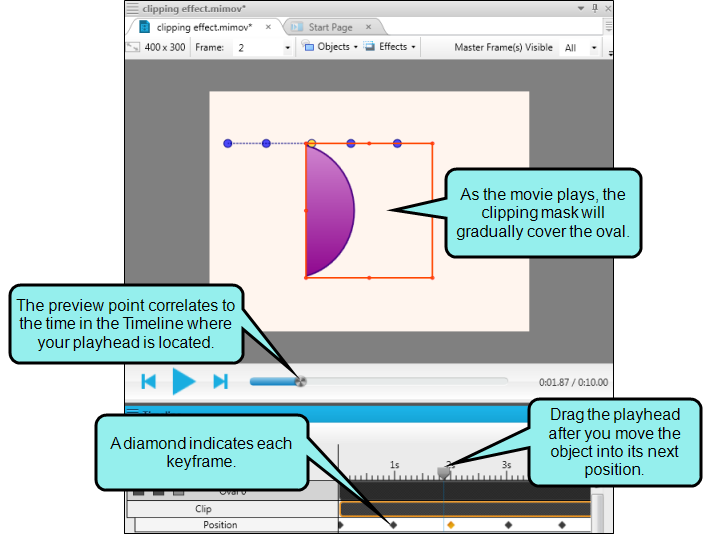 clipping effect.mimov*
clipping effect.mimov* × Start Page ×
400 x 300 Frame: 2 Objects Effects Master Frame(s) Visible All
As the movie plays, the
clipping mask will
gradually cover the oval.
The preview point correlates to
the time in the Timeline where
your playhead is located.
0:01.87 / 0:10.00
Drag the playhead
after you move the
object into its next
position.
A diamond indicates each
keyframe.
1s 2s 3s
Clip
Position